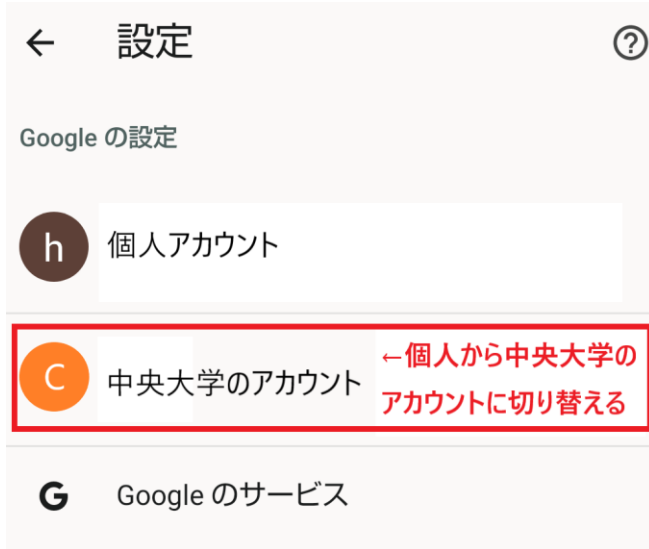 ← 設定
Google の設定
h 個人アカウント
C 中央大学のアカウント
←個人から中央大学の
アカウントに切り替える
G Google のサービス